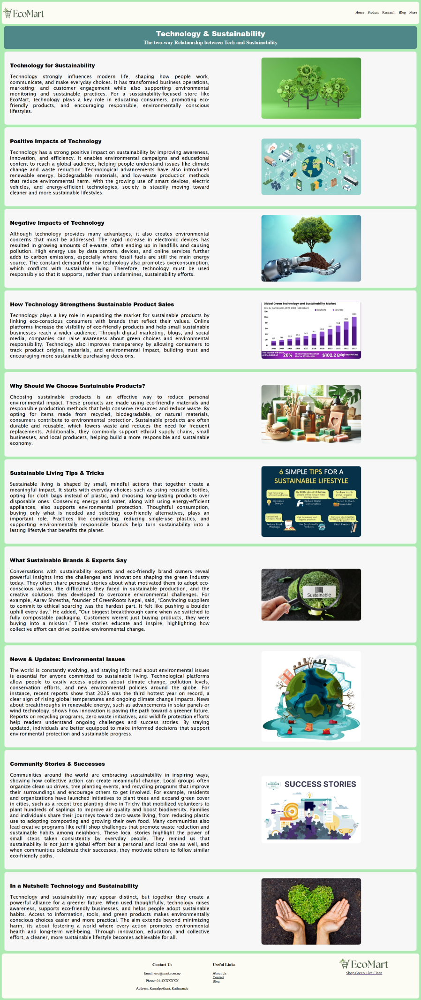 EcoMart
Home Product Research Blog More
Technology & Sustainability
The two-way Relationship between Tech and Sustainability
Technology for Sustainability
Technology strongly influences modern life, shaping how people work,
communicate, and make everyday choices. It has transformed business operations,
marketing, and customer engagement while also supporting environmental
monitoring and sustainable practices. For a sustainability-focused store like
EcoMart, technology plays a key role in educating consumers, promoting eco-
friendly products, and encouraging responsible, environmentally conscious
lifestyles.
Positive Impacts of Technology
Technology has a strong positive impact on sustainability by improving awareness,
innovation, and efficiency. It enables environmental campaigns and educational
content to reach a global audience, helping people understand issues like climate
change and waste reduction. Technological advancements have also introduced
renewable energy, biodegradable materials, and low-waste production methods
that reduce environmental harm. With the growing use of smart devices, electric
vehicles, and energy-efficient technologies, society is steadily moving toward
cleaner and more sustainable lifestyles.
CO2
Negative Impacts of Technology
Although technology provides many advantages, it also creates environmental
concerns that must be addressed. The rapid increase in electronic devices has
resulted in growing amounts of e-waste, often ending up in landfills and causing
pollution. High energy use by data centers, devices, and online services further
adds to carbon emissions, especially where fossil fuels are still the main energy
source. The constant demand for new technology also promotes overconsumption,
which conflicts with sustainable living. Therefore, technology must be used
responsibly so that it supports, rather than undermines, sustainability efforts.
How Technology Strengthens Sustainable Product Sales
Technology plays a key role in expanding the market for sustainable products by
linking eco-conscious consumers with brands that reflect their values. Online
platforms increase the visibility of eco-friendly products and help small sustainable
businesses reach a wider audience. Through digital marketing, blogs, and social
media, companies can raise awareness about green choices and environmental
responsibility. Technology also improves transparency by allowing consumers to
track product origins, materials, and environmental impact, building trust and
encouraging more sustainable purchasing decisions.
Global Green Technology and Sustainability Market
Size, by Component, 2023-2033 (USD Billion)
Solutions Services
120
100
80
60
40
20
0
102.2
85.1
2023 2024 2025 2026 2027 2028 2029 2030 2031 2032 2033
The Market will Grow
At the CAGR of:
20%
The Forecasted Market
Size for 2033 in USD:
$102.2 B
market.us
Why Should We Choose Sustainable Products?
Choosing sustainable products is an effective way to reduce personal
environmental impact. These products are made using eco-friendly materials and
responsible production methods that help conserve resources and reduce waste. By
opting for items made from recycled, biodegradable, or natural materials,
consumers contribute to environmental protection. Sustainable products are often
durable and reusable, which lowers waste and reduces the need for frequent
replacements. Additionally, they commonly support ethical supply chains, small
businesses, and local producers, helping build a more responsible and sustainable
economy.
Sustainable Living Tips & Tricks
Sustainable living is shaped by small, mindful actions that together create a
meaningful impact. It starts with everyday choices such as using reusable bottles,
opting for cloth bags instead of plastic, and choosing long-lasting products over
disposable ones. Conserving energy and water, along with using energy-efficient
appliances, also supports environmental protection. Thoughtful consumption,
buying only what is needed and selecting eco-friendly alternatives, plays an
important role. Practices like composting, reducing single-use plastics, and
supporting environmentally responsible brands help turn sustainability into a
lasting lifestyle that benefits the planet.
6 SIMPLE TIPS FOR A
SUSTAINABLE LIFESTYLE
Opt for energy-
efficient appliances
By 2025, about 1.8 billion
people will be living in water
shortage areas
Purchase locally
grown organic
food
Conserve
Energy
Reduce Water
Consumption
Switch to Plant-
based diet
Donate and
Compost Food
Opt for natural and
organic products
Reduce Food
Wastage
Use Eco-Friendly
Products
Ditch Plastics
What Sustainable Brands & Experts Say
Conversations with sustainability experts and eco-friendly brand owners reveal
powerful insights into the challenges and innovations shaping the green industry
today. They often share personal stories about what motivated them to adopt eco-
conscious values, the difficulties they faced in sustainable production, and the
creative solutions they developed to overcome environmental challenges. For
example, Aarav Shrestha, founder of GreenRoots Nepal, said, “Convincing suppliers
to commit to ethical sourcing was the hardest part. It felt like pushing a boulder
uphill every day.” He added, “Our biggest breakthrough came when we switched to
fully compostable packaging. Customers werent just buying products, they were
buying into a mission.” These stories educate and inspire, highlighting how
collective effort can drive positive environmental change.
Sustainable
News & Updates: Environmental Issues
The world is constantly evolving, and staying informed about environmental issues
is essential for anyone committed to sustainable living. Technological platforms
allow people to easily access updates about climate change, pollution levels,
conservation efforts, and new environmental policies around the globe. For
instance, recent reports show that 2025 was the third hottest year on record, a
clear sign of rising global temperatures and ongoing climate change impacts. News
about breakthroughs in renewable energy, such as advancements in solar panels or
wind technology, shows how innovation is paving the path toward a greener future.
Reports on recycling programs, zero waste initiatives, and wildlife protection efforts
help readers understand ongoing challenges and success stories. By staying
updated, individuals are better equipped to make informed decisions that support
environmental protection and sustainable progress.
Community Stories & Successes
Communities around the world are embracing sustainability in inspiring ways,
showing how collective action can create meaningful change. Local groups often
organize clean up drives, tree planting events, and recycling programs that improve
their surroundings and encourage others to get involved. For example, residents
and organizations have launched initiatives to plant trees and expand green cover
in cities, such as a recent tree planting drive in Trichy that mobilized volunteers to
plant hundreds of saplings to improve air quality and boost biodiversity. Families
and individuals share their journeys toward zero waste living, from reducing plastic
use to adopting composting and growing their own food. Many communities also
lead creative programs like refill shop challenges that promote waste reduction and
sustainable habits among neighbors. These local stories highlight the power of
small steps taken consistently by everyday people. They remind us that
sustainability is not just a global effort but a personal and local one as well, and
when communities celebrate their successes, they motivate others to follow similar
eco-friendly paths.
ADVOCATE
SUCCESS STORIES
In a Nutshell: Technology and Sustainability
Technology and sustainability may appear distinct, but together they create a
powerful alliance for a greener future. When used thoughtfully, technology raises
awareness, supports eco-friendly businesses, and helps people adopt sustainable
habits. Access to information, tools, and green products makes environmentally
conscious choices easier and more practical. The aim extends beyond minimizing
harm, its about fostering a world where every action promotes environmental
health and long-term well-being. Through innovation, education, and collective
effort, a cleaner, more sustainable lifestyle becomes achievable for all.
Contact Us
Email: eco@mart.com.np
Phone: 01-4XXXXXX
Address: Kamalpokhari, Kathmandu
Useful Links
About Us
Contact
Blog
EcoMart
Shop Green. Live Clean